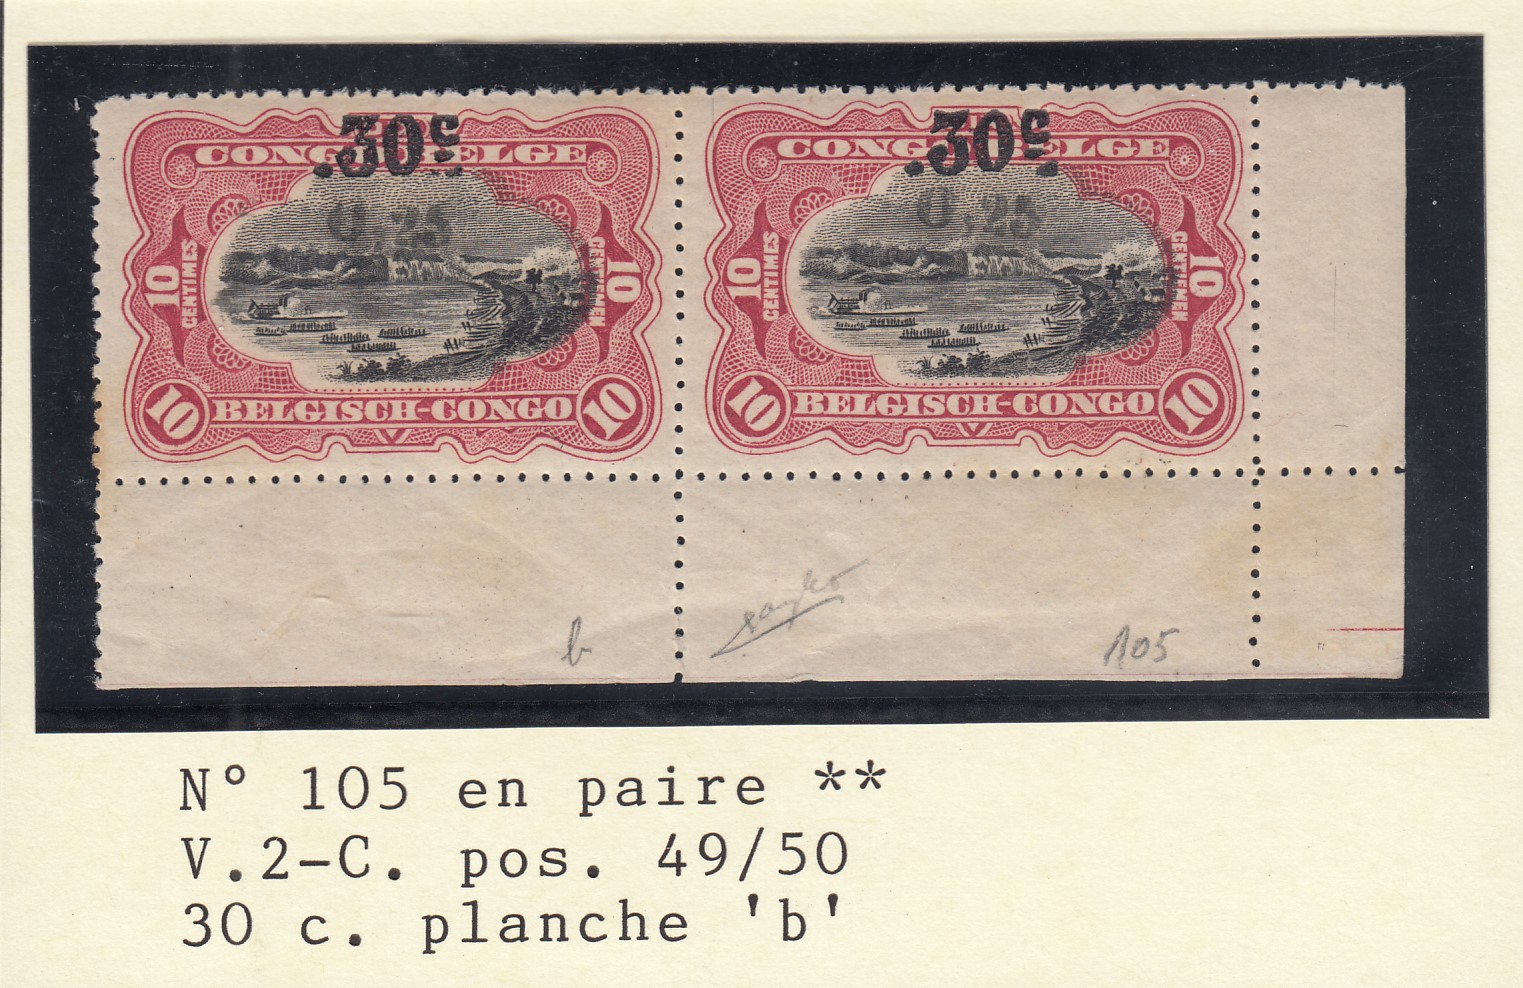 .30c. .30c.
CONGO BELGE CONGO BELGE
0,25 0,25
10 CENTIMES 10 CENTIEMEN 10 CENTIMES 10 CENTIEMEN
10 BELGISCH-CONGO 10 10 BELGISCH-CONGO 10
b 105
N° 105 en paire **
V.2-C. pos. 49/50
30 c. planche 'b'